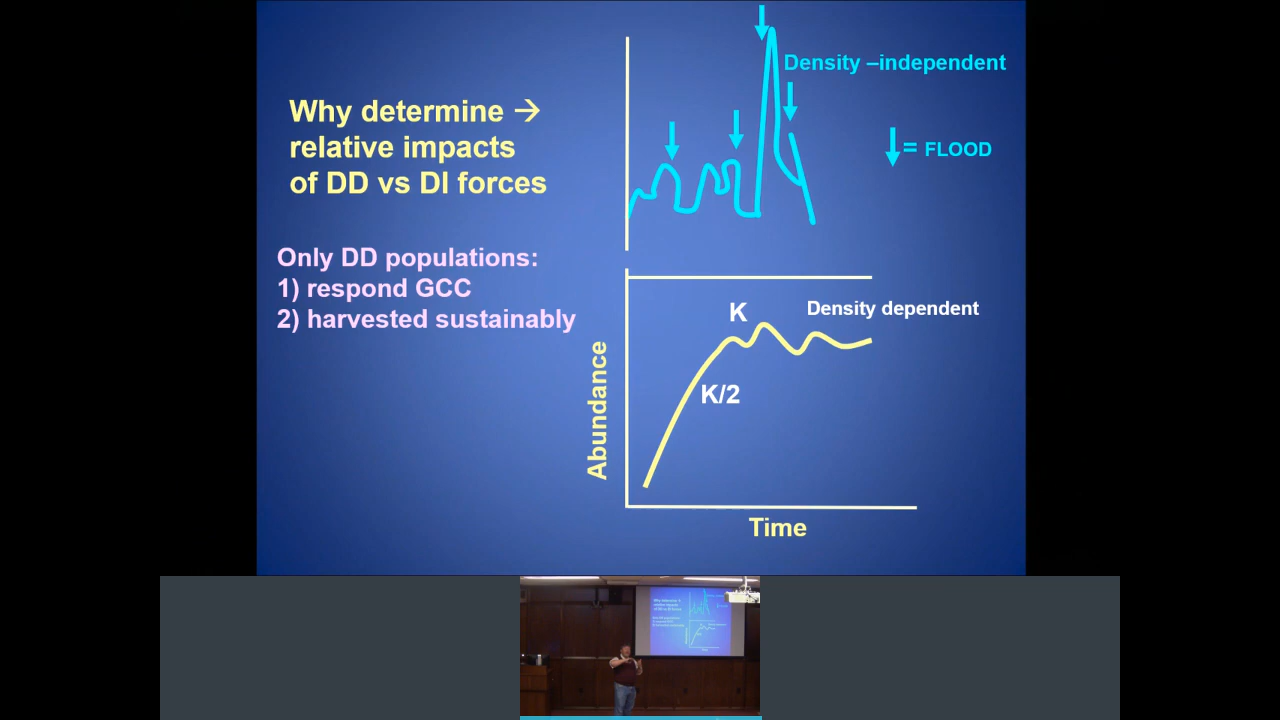 Why determine →
relative impacts
of DD vs DI forces
Only DD populations:
1) respond GCC
2) harvested sustainably
Density –independent
↓= FLOOD
K
Density dependent
K/2
Abundance
Time